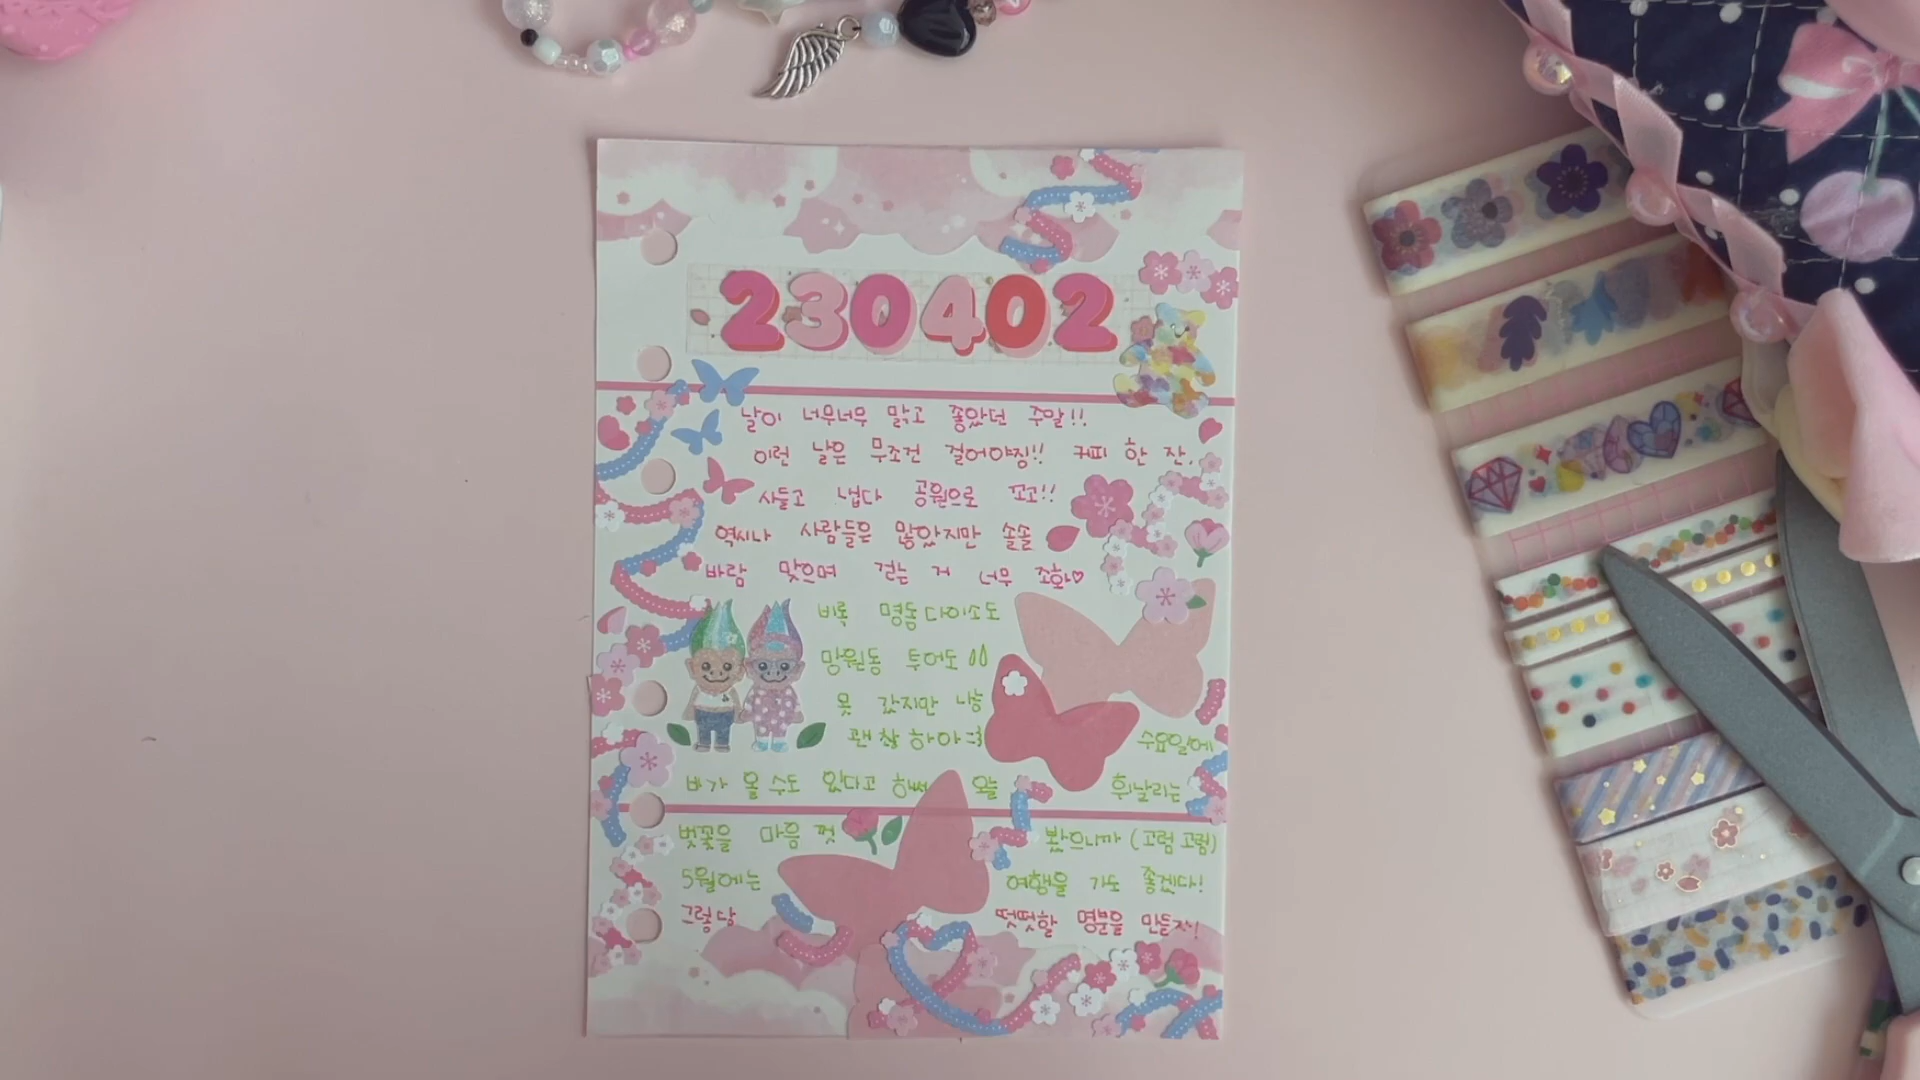 230402
날이 너무너무 맑고 좋았던 주말!!
이런 날은 무조건 걸어야징!! 커피 한 잔,
사들고 냅다 공원으로 꼬고!!
역시나 사람들은 많았지만 솔솔
바람 맞으며 걷는 거 너무 조화♡
비록 명동다이소도
망원동 투어도
못 갔지만 나능
괜찮하아 :3 수요일에
비가 올 수도 있다고 해써 오늘 휘날리는
벚꽃을 마음 껏 봤으니까 (고럼고럼)
5월에는 여행을 가도 좋겠다!
그렇당 떳떳할 명분을 만들자!